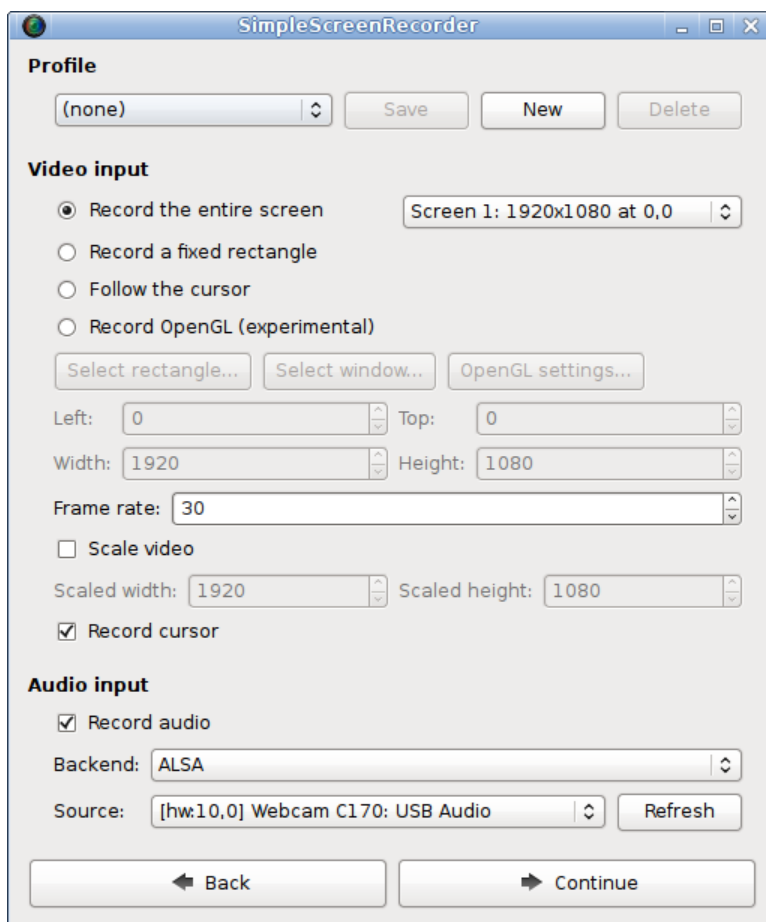 SimpleScreenRecorder
Profile
(none) Save New Delete
Video input
Record the entire screen Screen 1: 1920x1080 at 0,0
Record a fixed rectangle
Follow the cursor
Record OpenGL (experimental)
Select rectangle... Select window... OpenGL settings...
Left: 0 Top: 0
Width: 1920 Height: 1080
Frame rate: 30
Scale video
Scaled width: 1920 Scaled height: 1080
Record cursor
Audio input
Record audio
Backend: ALSA
Source: [hw:10,0] Webcam C170: USB Audio Refresh
Back Continue